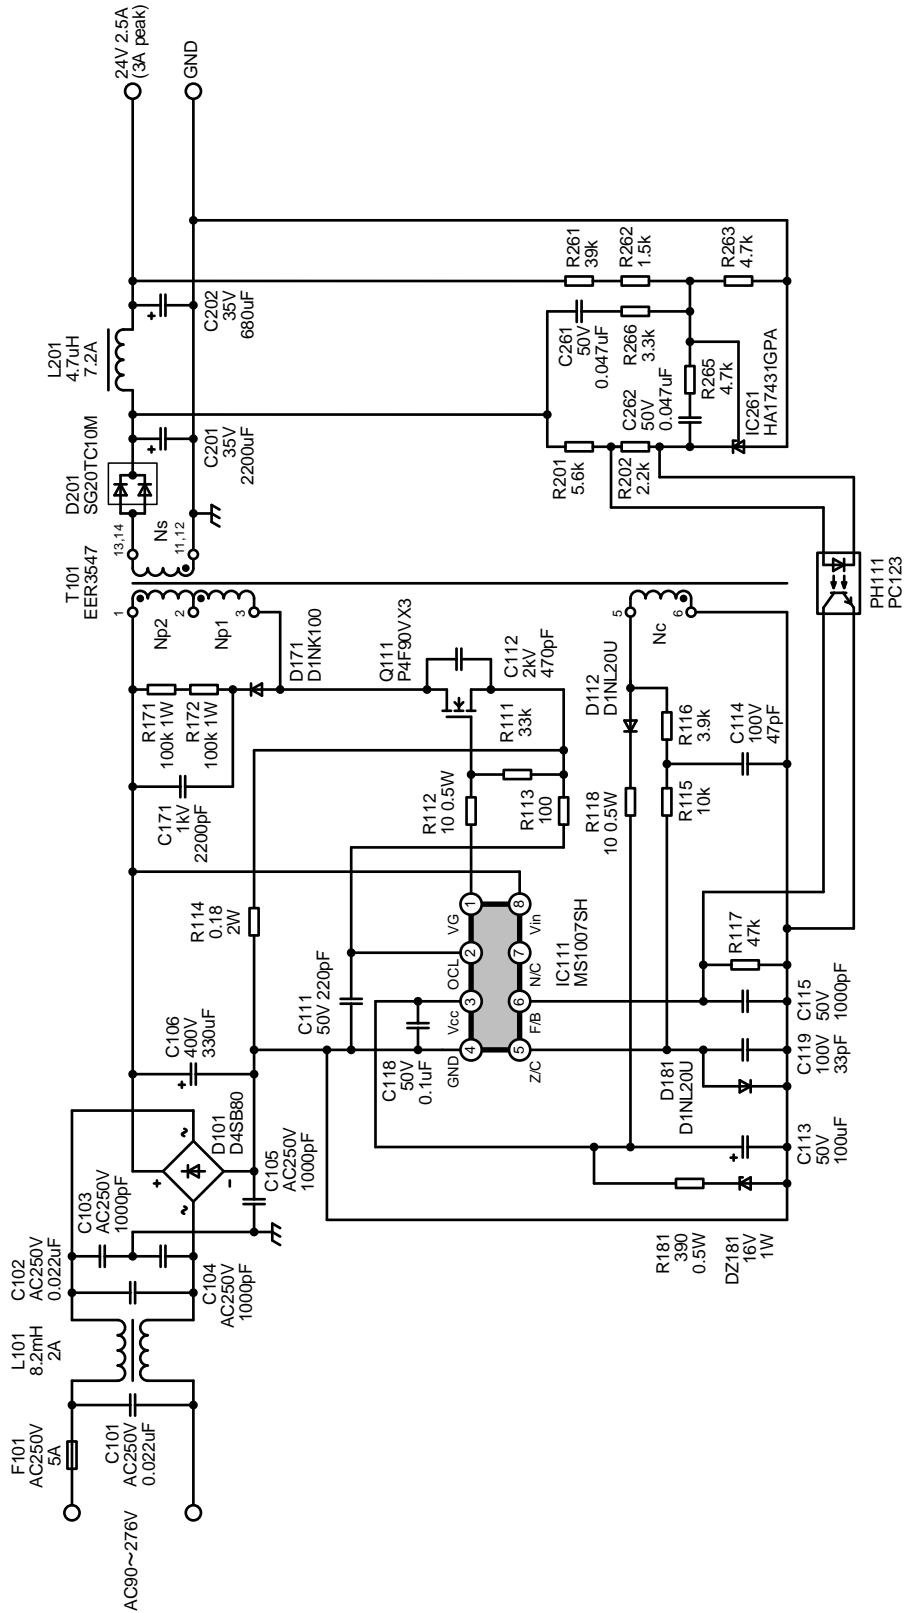 AC90～276V
F101
AC250V
5A
C101
AC250V
0.022uF
L101
8.2mH
2A
C102
AC250V
0.022uF
C103
AC250V
1000pF
C104
AC250V
1000pF
+
-
~
~
D101
D4SB80
C105
AC250V
1000pF
+
C106
400V
330uF
R114
0.18
2W
C171
1kV
2200pF
R171
100k 1W
R172
100k 1W
D171
D1NK100
T101
EER3547
1
Np2
2
Np1
3
13,14
Ns
11,12
D201
SG20TC10M
+
C201
35V
2200uF
L201
4.7uH
7.2A
+
C202
35V
680uF
24V 2.5A
(3A peak)
GND
C111
50V 220pF
C118
50V
0.1uF
GND
Vcc
OCL
VG
4
3
2
1
5
6
7
8
Z/C
F/B
N/C
Vin
IC111
MS1007SH
R112
10 0.5W
R113
100
R111
33k
Q111
P4F90VX3
C112
2kV
470pF
R118
10 0.5W
D112
D1NL20U
5
Nc
6
R115
10k
R116
3.9k
C114
100V
47pF
R181
390
0.5W
DZ181
16V
1W
+
C113
50V
100uF
D181
D1NL20U
C119
100V
33pF
C115
50V
1000pF
R117
47k
PH111
PC123
R201
5.6k
R202
2.2k
C261
50V
0.047uF
R266
3.3k
C262
50V
0.047uF
R265
4.7k
IC261
HA17431GPA
R261
39k
R262
1.5k
R263
4.7k